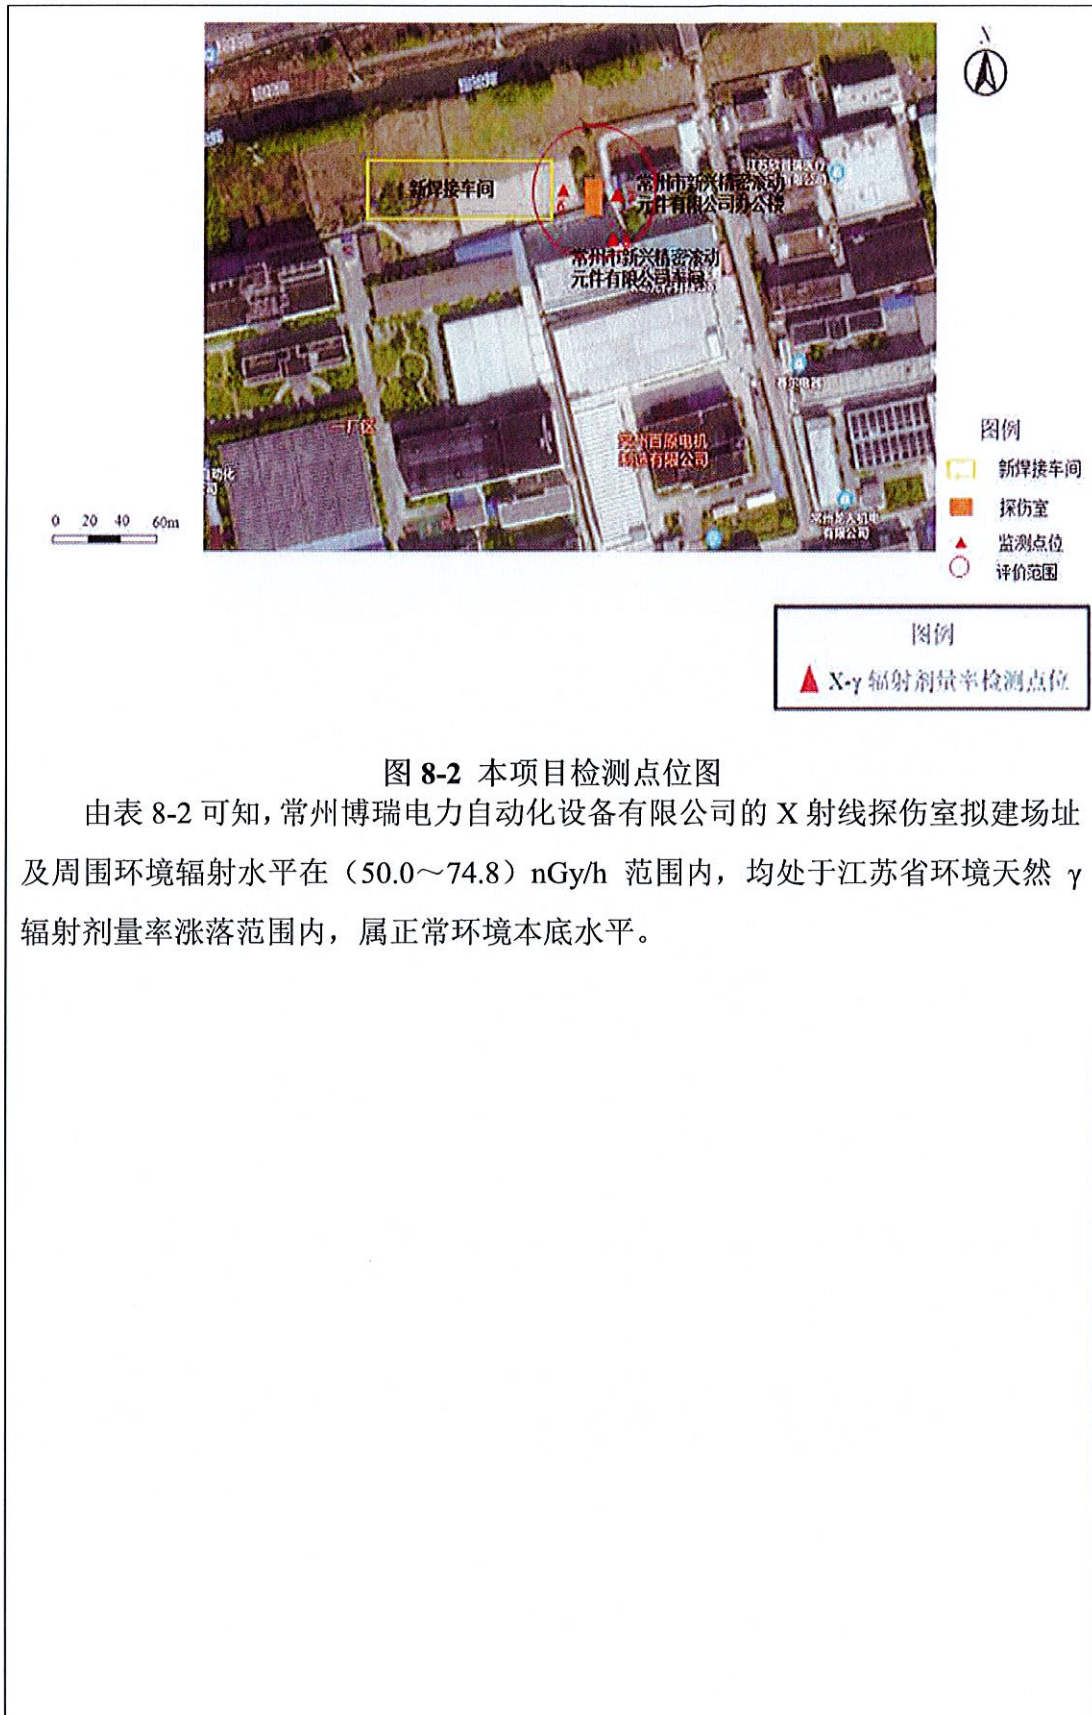 N
新焊接车间
常州市新兴精密滚动
元件有限公司办公楼
常州市新兴精密滚动
元件有限公司车间
一厂区
常州百原电机
制造有限公司
有限公司
图例
新焊接车间
探伤室
监测点位
评价范围
0 20 40 60m
图例
X-γ 辐射剂量率检测点位
图 8-2 本项目检测点位图
由表 8-2 可知，常州博瑞电力自动化设备有限公司的 X 射线探伤室拟建场址
及周围环境辐射水平在（50.0～74.8）nGy/h 范围内，均处于江苏省环境天然 γ
辐射剂量率涨落范围内，属正常环境本底水平。